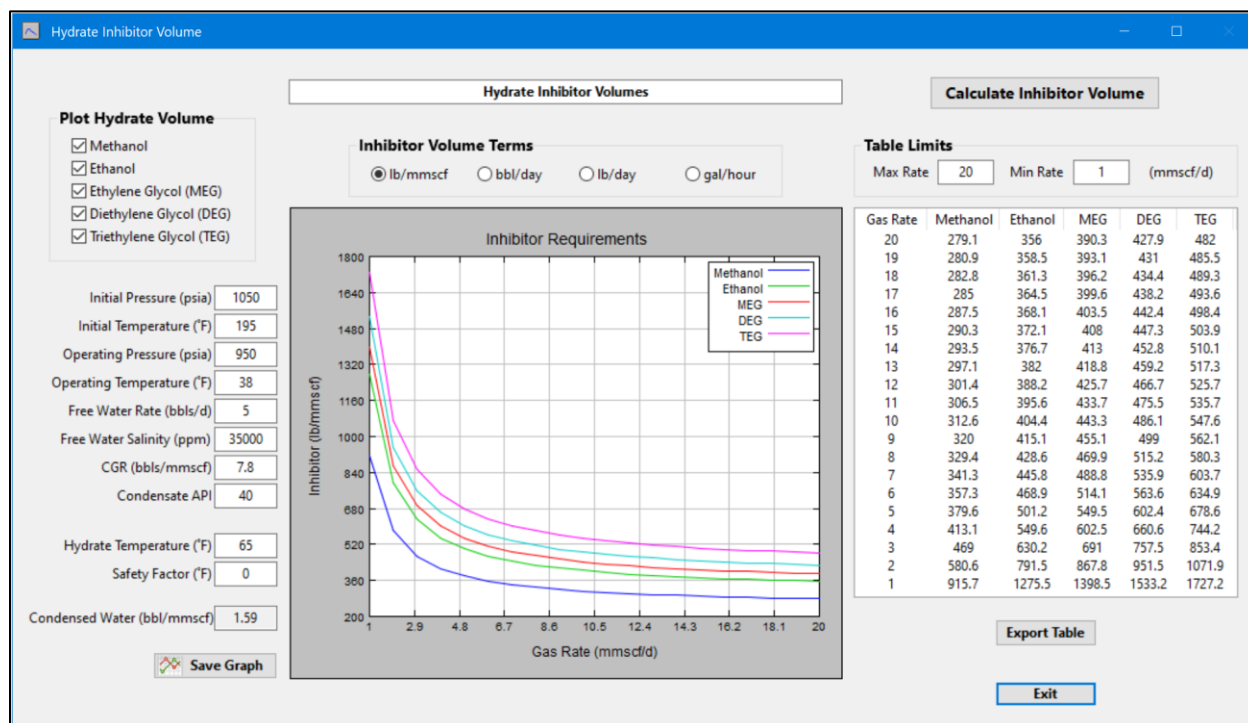 Hydrate Inhibitor Volume
Hydrate Inhibitor Volumes
Calculate Inhibitor Volume
Plot Hydrate Volume
Methanol
Ethanol
Ethylene Glycol (MEG)
Diethylene Glycol (DEG)
Triethylene Glycol (TEG)
Inhibitor Volume Terms
lb/mmscf bbl/day lb/day gal/hour
Table Limits
Max Rate 20 Min Rate 1 (mmscf/d)
Initial Pressure (psia) 1050
Initial Temperature (°F) 195
Operating Pressure (psia) 950
Operating Temperature (°F) 38
Free Water Rate (bbls/d) 5
Free Water Salinity (ppm) 35000
CGR (bbls/mmscf) 7.8
Condensate API 40
Hydrate Temperature (°F) 65
Safety Factor (°F) 0
Condensed Water (bbl/mmscf) 1.59
Save Graph
Inhibitor Requirements
Inhibitor (lb/mmscf)
1800
1640
1480
1320
1160
1000
840
680
520
360
200
Methanol
Ethanol
MEG
DEG
TEG
1 2.9 4.8 6.7 8.6 10.5 12.4 14.3 16.2 18.1 20
Gas Rate (mmscf/d)
Gas Rate Methanol Ethanol MEG DEG TEG
20 279.1 356 390.3 427.9 482
19 280.9 358.5 393.1 431 485.5
18 282.8 361.3 396.2 434.4 489.3
17 285 364.5 399.6 438.2 493.6
16 287.5 368.1 403.5 442.4 498.4
15 290.3 372.1 408 447.3 503.9
14 293.5 376.7 413 452.8 510.1
13 297.1 382 418.8 459.2 517.3
12 301.4 388.2 425.7 466.7 525.7
11 306.5 395.6 433.7 475.5 535.7
10 312.6 404.4 443.3 486.1 547.6
9 320 415.1 455.1 499 562.1
8 329.4 428.6 469.9 515.2 580.3
7 341.3 445.8 488.8 535.9 603.7
6 357.3 468.9 514.1 563.6 634.9
5 379.6 501.2 549.5 602.4 678.6
4 413.1 549.6 602.5 660.6 744.2
3 469 630.2 691 757.5 853.4
2 580.6 791.5 867.8 951.5 1071.9
1 915.7 1275.5 1398.5 1533.2 1727.2
Export Table
Exit